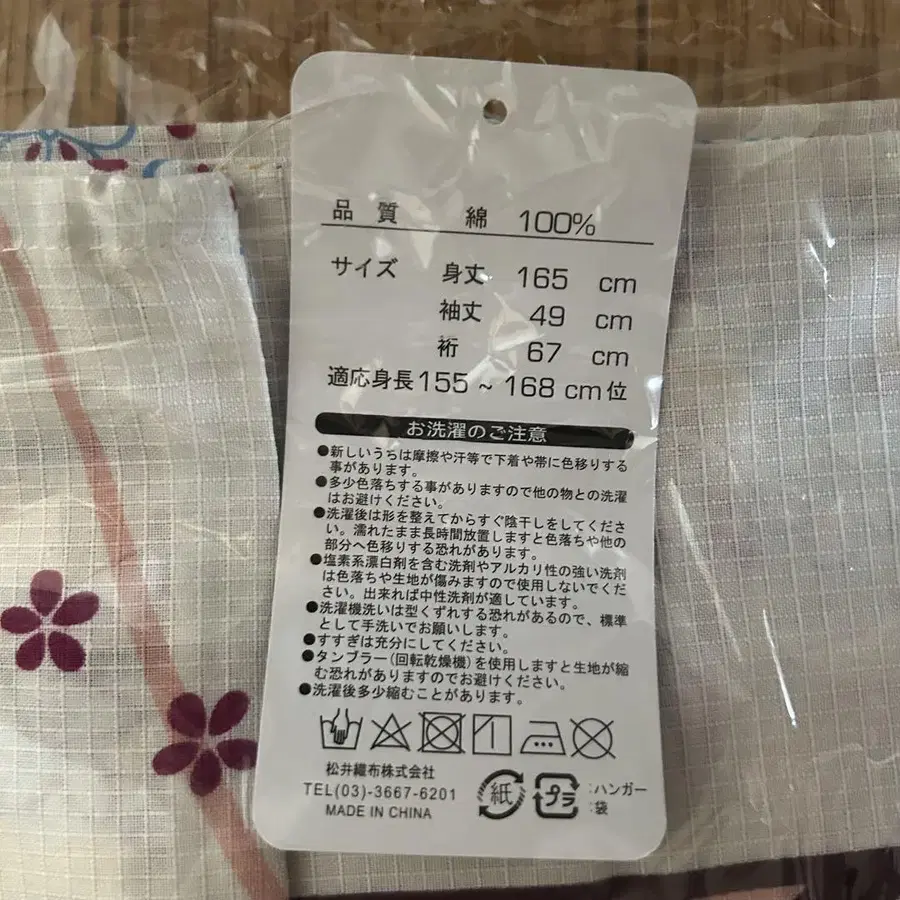 品 質 綿 100%
サイズ 身丈 165 cm
袖丈 49 cm
裄 67 cm
適応身長 155 ~ 168 cm 位
お洗濯のご注意
●新しいうちは摩擦や汗等で下着や帯に色移りする
事があります。
●多少色落ちする事がありますので他の物との洗濯
はお避けください。
●洗濯後は形を整えてからすぐ陰干しをしてくださ
い。濡れたまま長時間放置しますと色落ちや他の
部分へ色移りする恐れがあります。
●塩素系漂白剤を含む洗剤やアルカリ性の強い洗剤
は色落ちや生地が傷みますので使用しないでくだ
さい。出来れば中性洗剤が適しています。
●洗濯機洗いは型くずれする恐れがあるので、標準
として手洗いでお願いします。
●すすぎは充分にしてください。
●タンブラー(回転乾燥機)を使用しますと生地が縮
む恐れがありますのでお避けください。
●洗濯後多少縮むことがあります。
松井織布株式会社
TEL(03)-3667-6201
MADE IN CHINA
紙 プラ :ハンガー
:袋